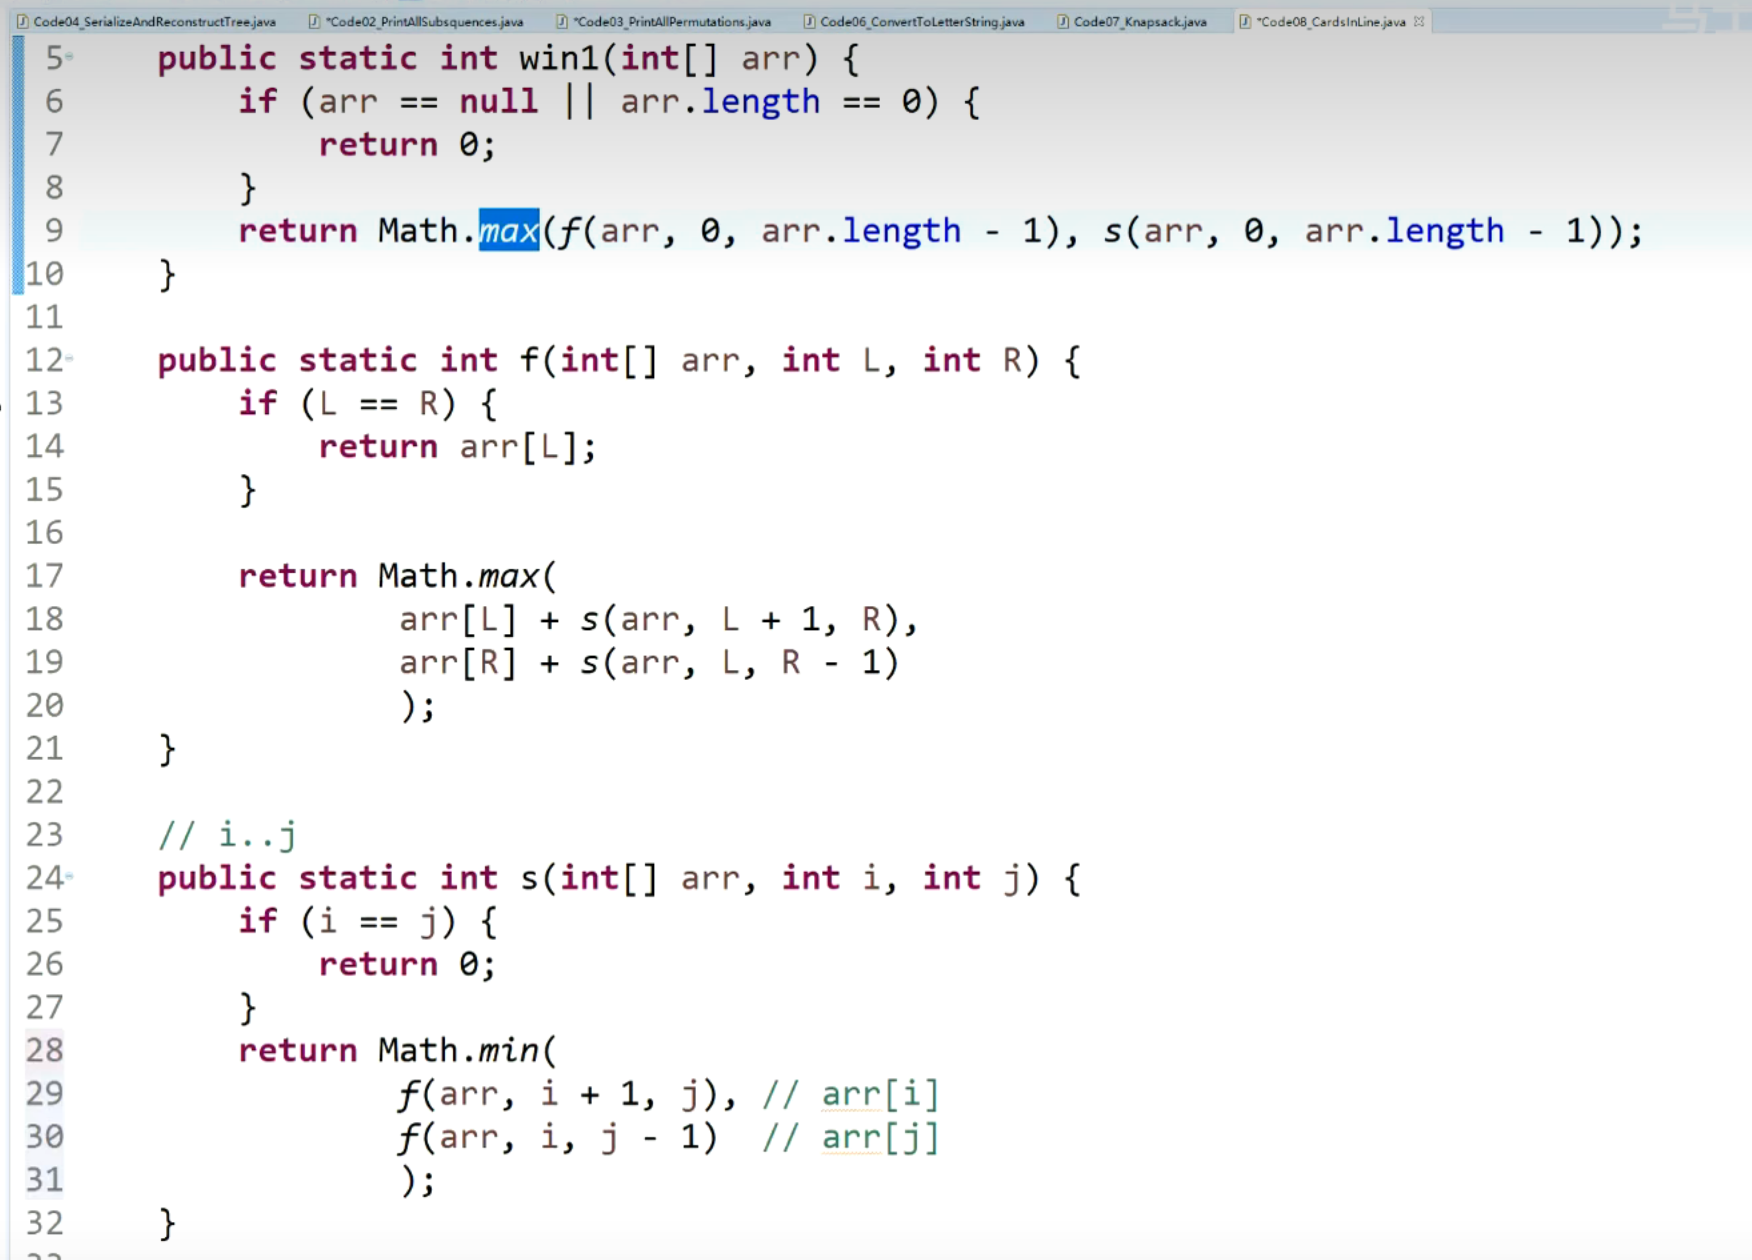 Code04_SerializeAndReconstructTree.java *Code02_PrintAllSubsquences.java *Code03_PrintAllPermutations.java Code06_ConvertToLetterString.java Code07_Knapsack.java *Code08_CardsInLine.java
5 public static int win1(int[] arr) {
6 if (arr == null || arr.length == 0) {
7 return 0;
8 }
9 return Math.max(f(arr, 0, arr.length - 1), s(arr, 0, arr.length - 1));
10 }
11
12 public static int f(int[] arr, int L, int R) {
13 if (L == R) {
14 return arr[L];
15 }
16
17 return Math.max(
18 arr[L] + s(arr, L + 1, R),
19 arr[R] + s(arr, L, R - 1)
20 );
21 }
22
23 // i..j
24 public static int s(int[] arr, int i, int j) {
25 if (i == j) {
26 return 0;
27 }
28 return Math.min(
29 f(arr, i + 1, j), // arr[i]
30 f(arr, i, j - 1) // arr[j]
31 );
32 }